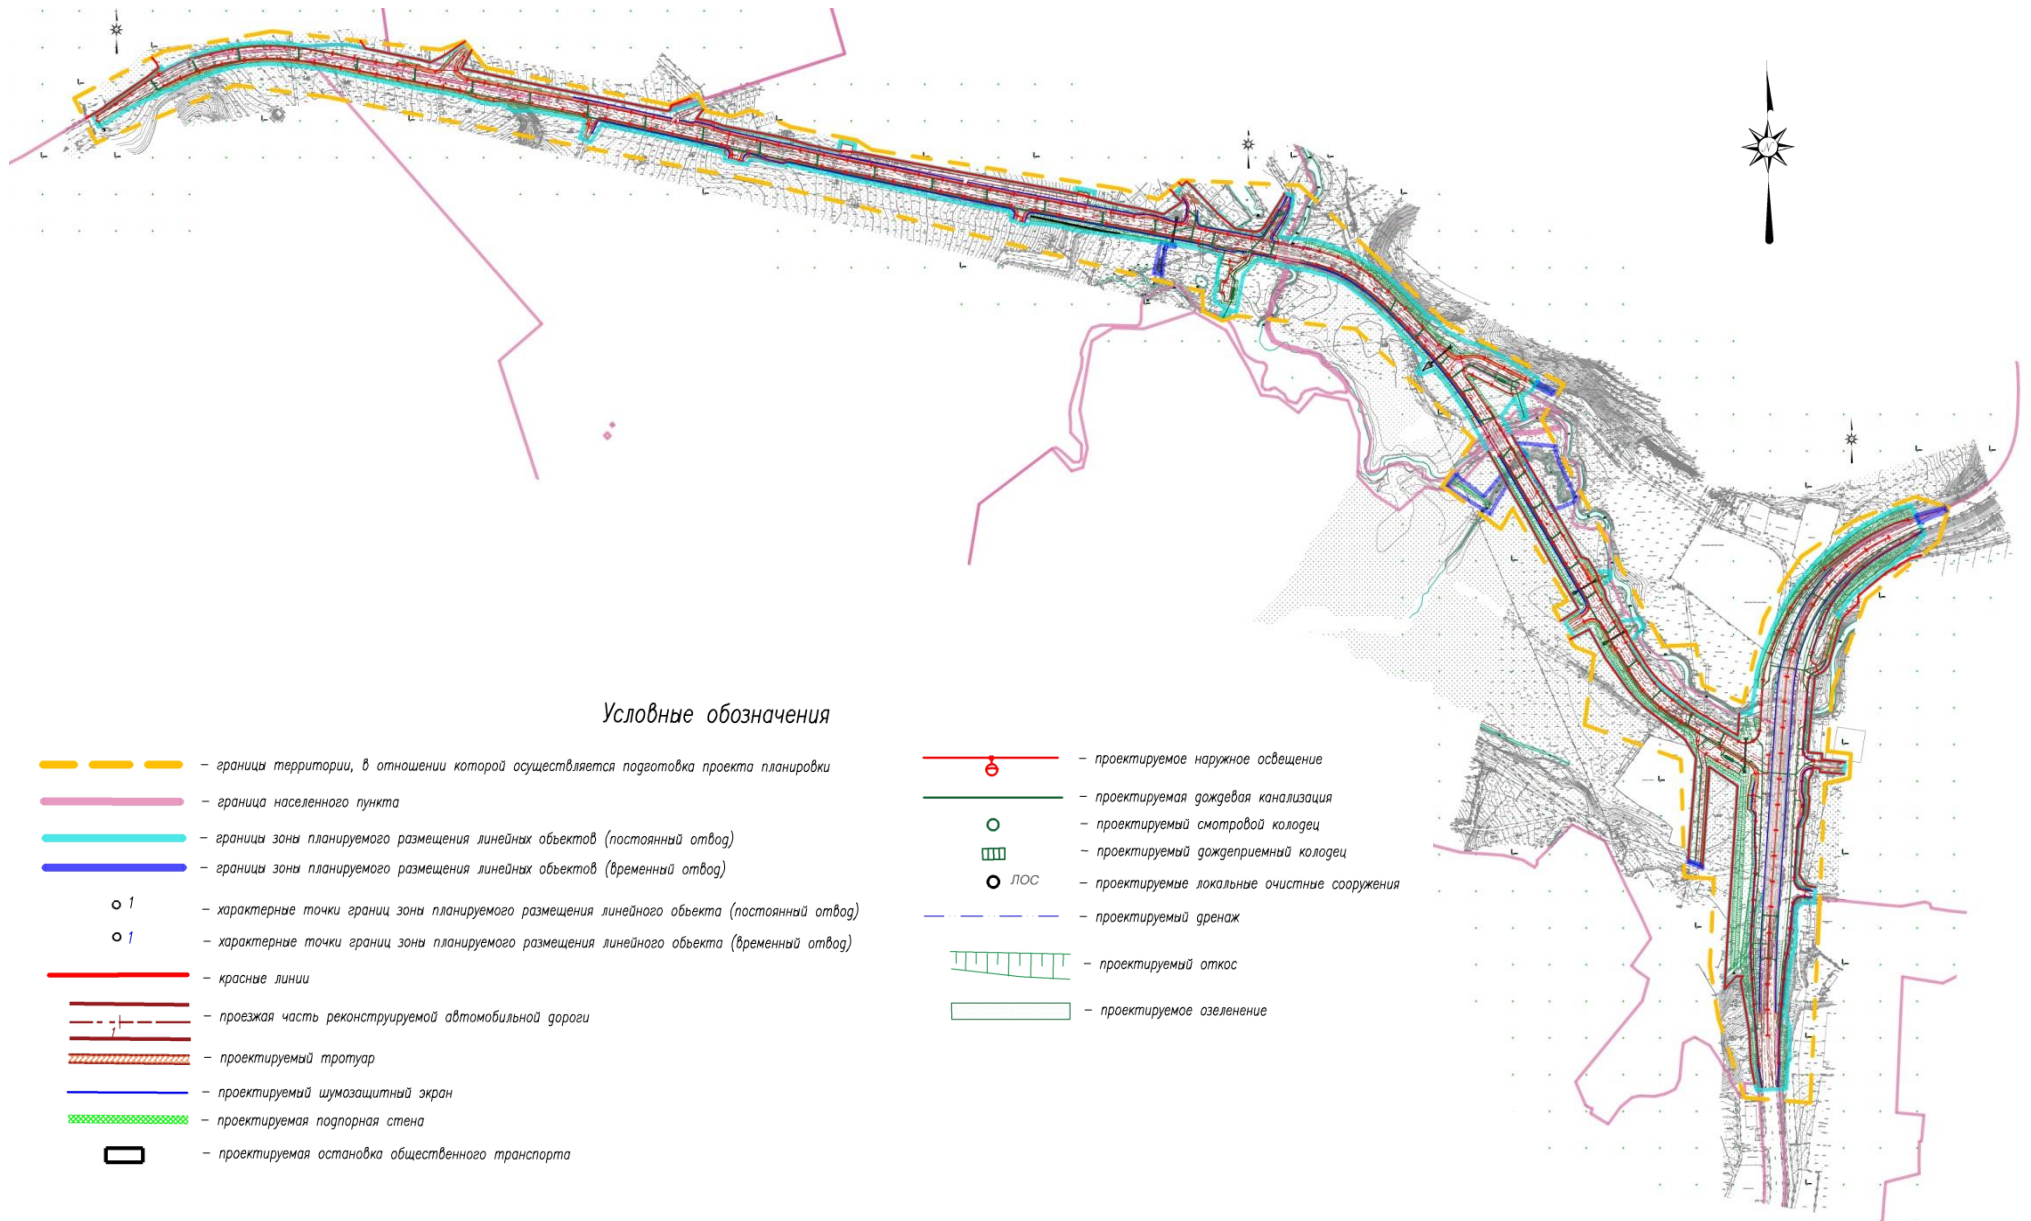 Условные обозначения
– границы территории, в отношении которой осуществляется подготовка проекта планировки
– граница населенного пункта
– границы зоны планируемого размещения линейных объектов (постоянный отвод)
– границы зоны планируемого размещения линейных объектов (временный отвод)
1 – характерные точки границ зоны планируемого размещения линейного объекта (постоянный отвод)
1 – характерные точки границ зоны планируемого размещения линейного объекта (временный отвод)
– красные линии
– проезжая часть реконструируемой автомобильной дороги
– проектируемый тротуар
– проектируемый шумозащитный экран
– проектируемая подпорная стена
– проектируемая остановка общественного транспорта
– проектируемое наружное освещение
– проектируемая дождевая канализация
– проектируемый смотровой колодец
– проектируемый дождеприемный колодец
ЛОС – проектируемые локальные очистные сооружения
– проектируемый дренаж
– проектируемый откос
– проектируемое озеленение